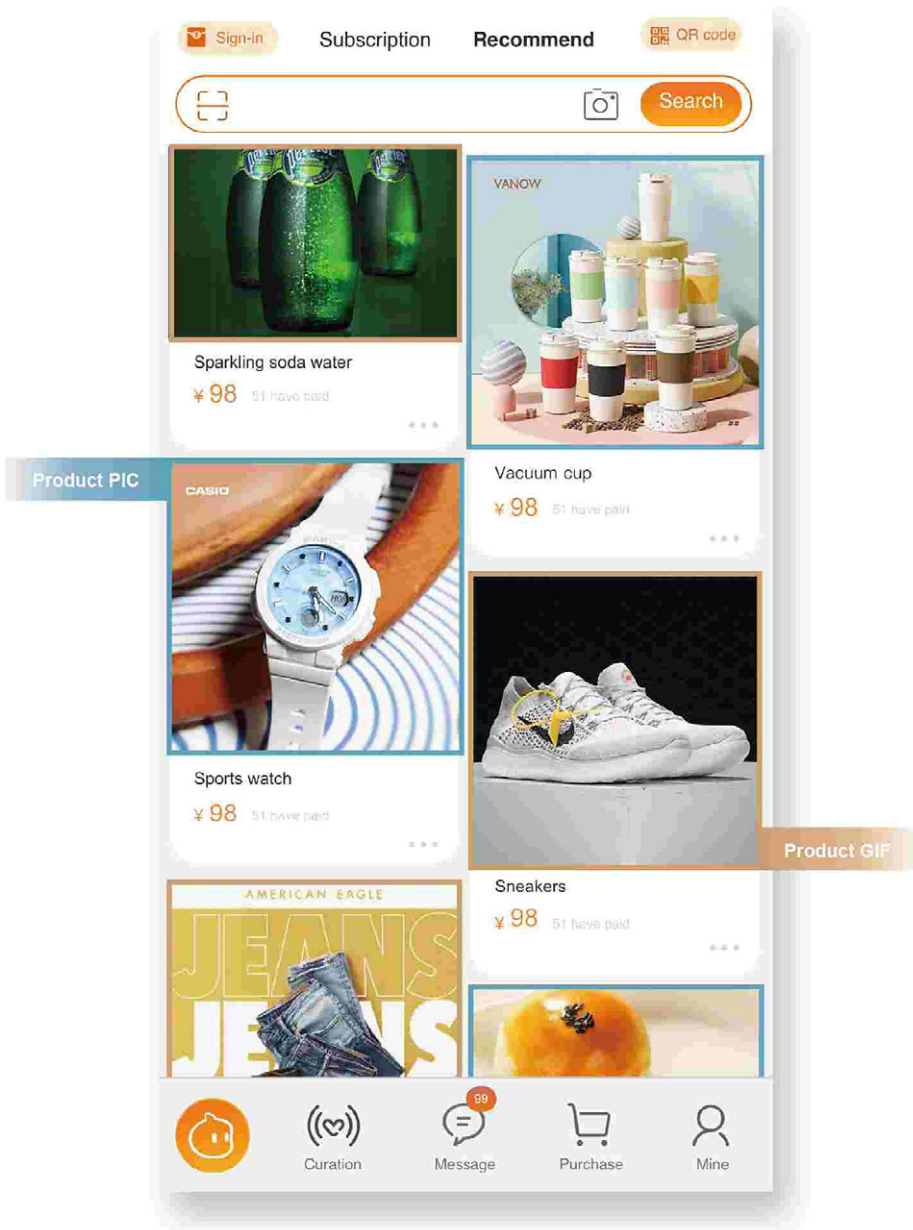 Sign-in
Subscription
Recommend
QR code
Search
Perrier
Sparkling soda water
¥ 98 51 have paid
VANOW
Vacuum cup
¥ 98 51 have paid
Product PIC
CASIO
Sports watch
¥ 98 51 have paid
Product GIF
Sneakers
¥ 98 51 have paid
AMERICAN EAGLE
JEANS
JEANS
99
Curation
Message
Purchase
Mine